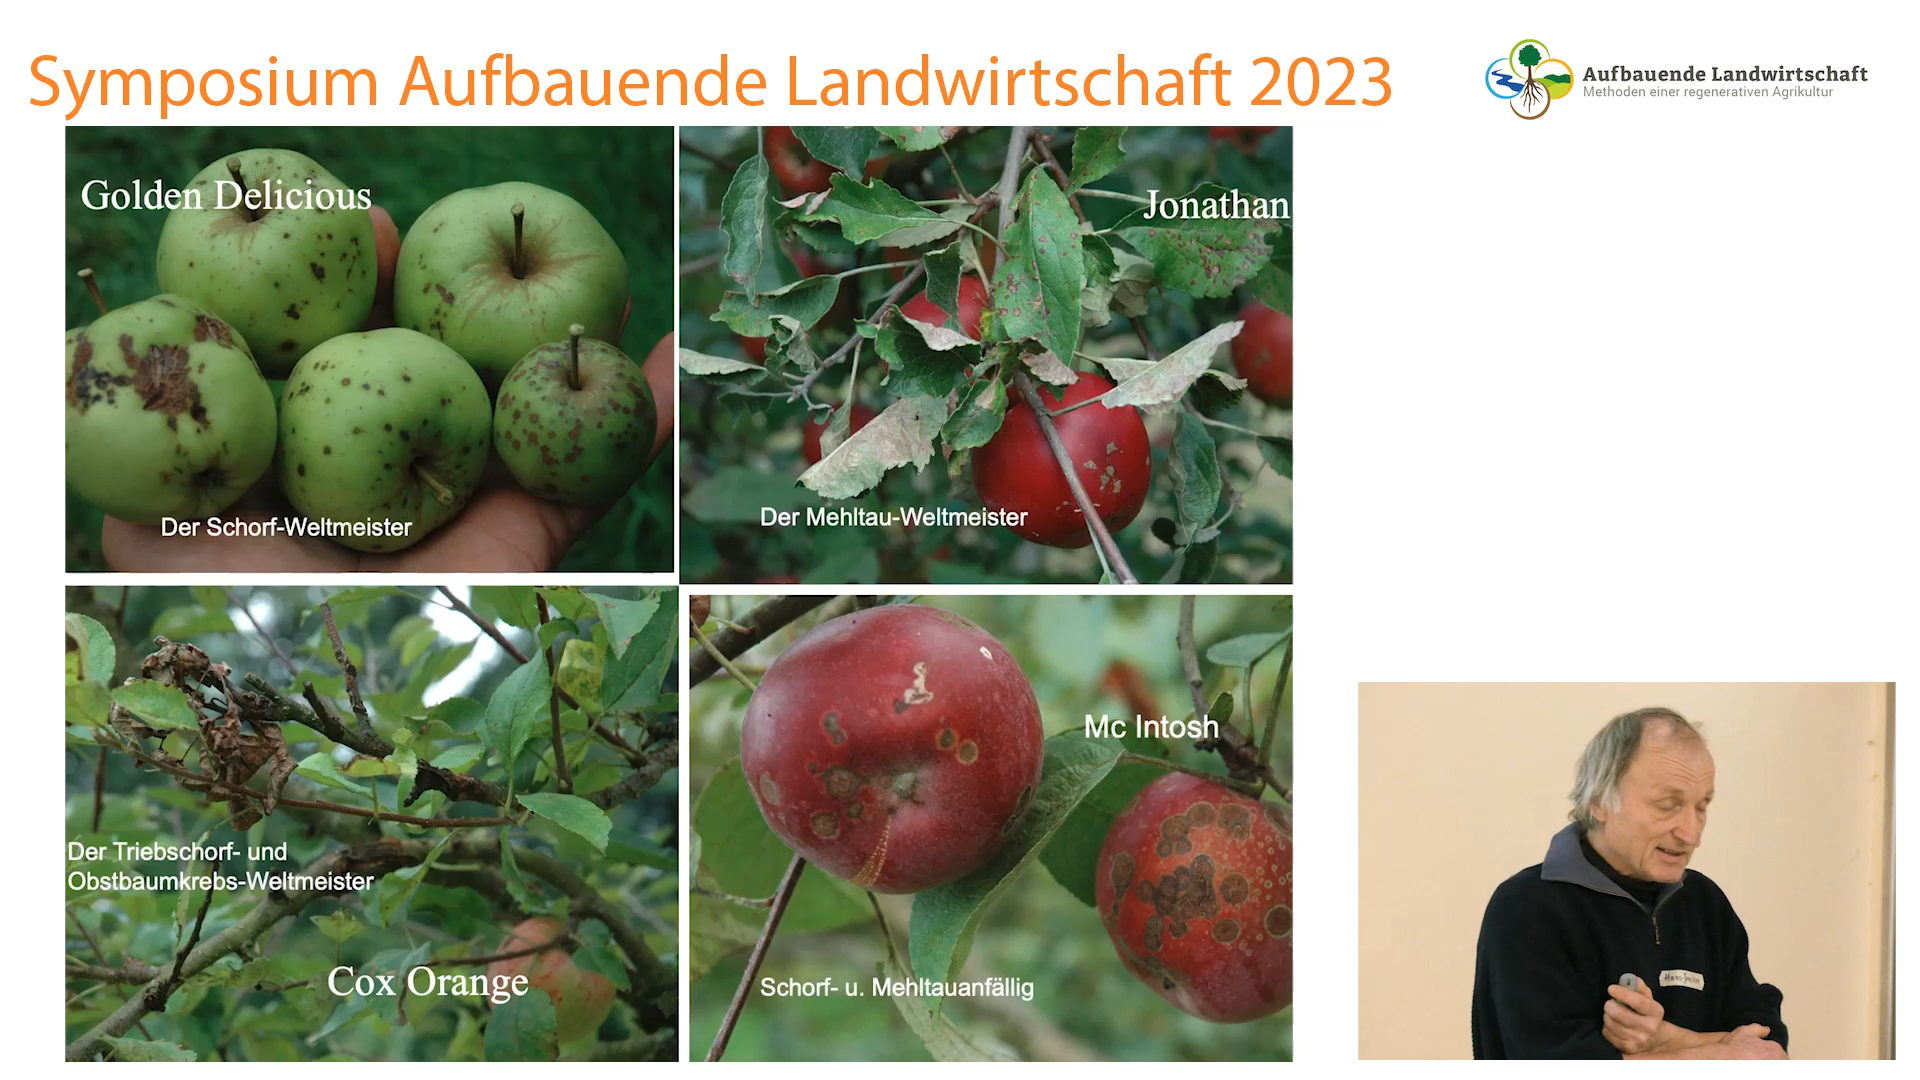 Symposium Aufbauende Landwirtschaft 2023
Aufbauende Landwirtschaft
Methoden einer regenerativen Agrikultur
Golden Delicious
Der Schorf-Weltmeister
Jonathan
Der Mehltau-Weltmeister
Der Triebschorf- und
Obstbaumkrebs-Weltmeister
Cox Orange
Mc Intosh
Schorf- u. Mehltauanfällig